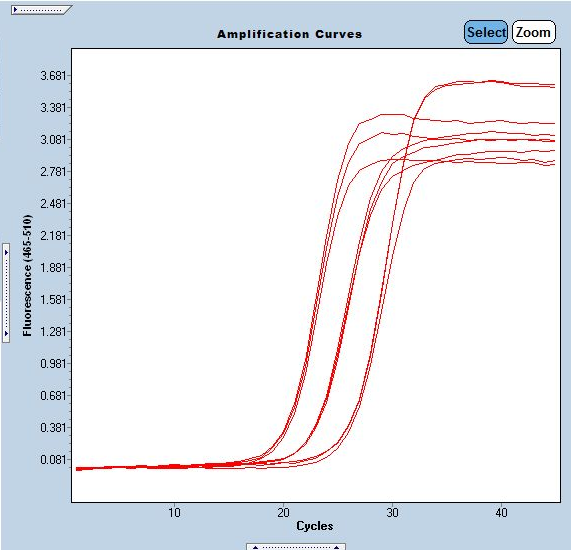 Amplification Curves
Select
Zoom
3.681
3.381
3.081
2.781
2.481
2.181
1.881
1.581
1.281
0.981
0.681
0.381
0.081
Fluorescence (465-510)
10 20 30 40
Cycles